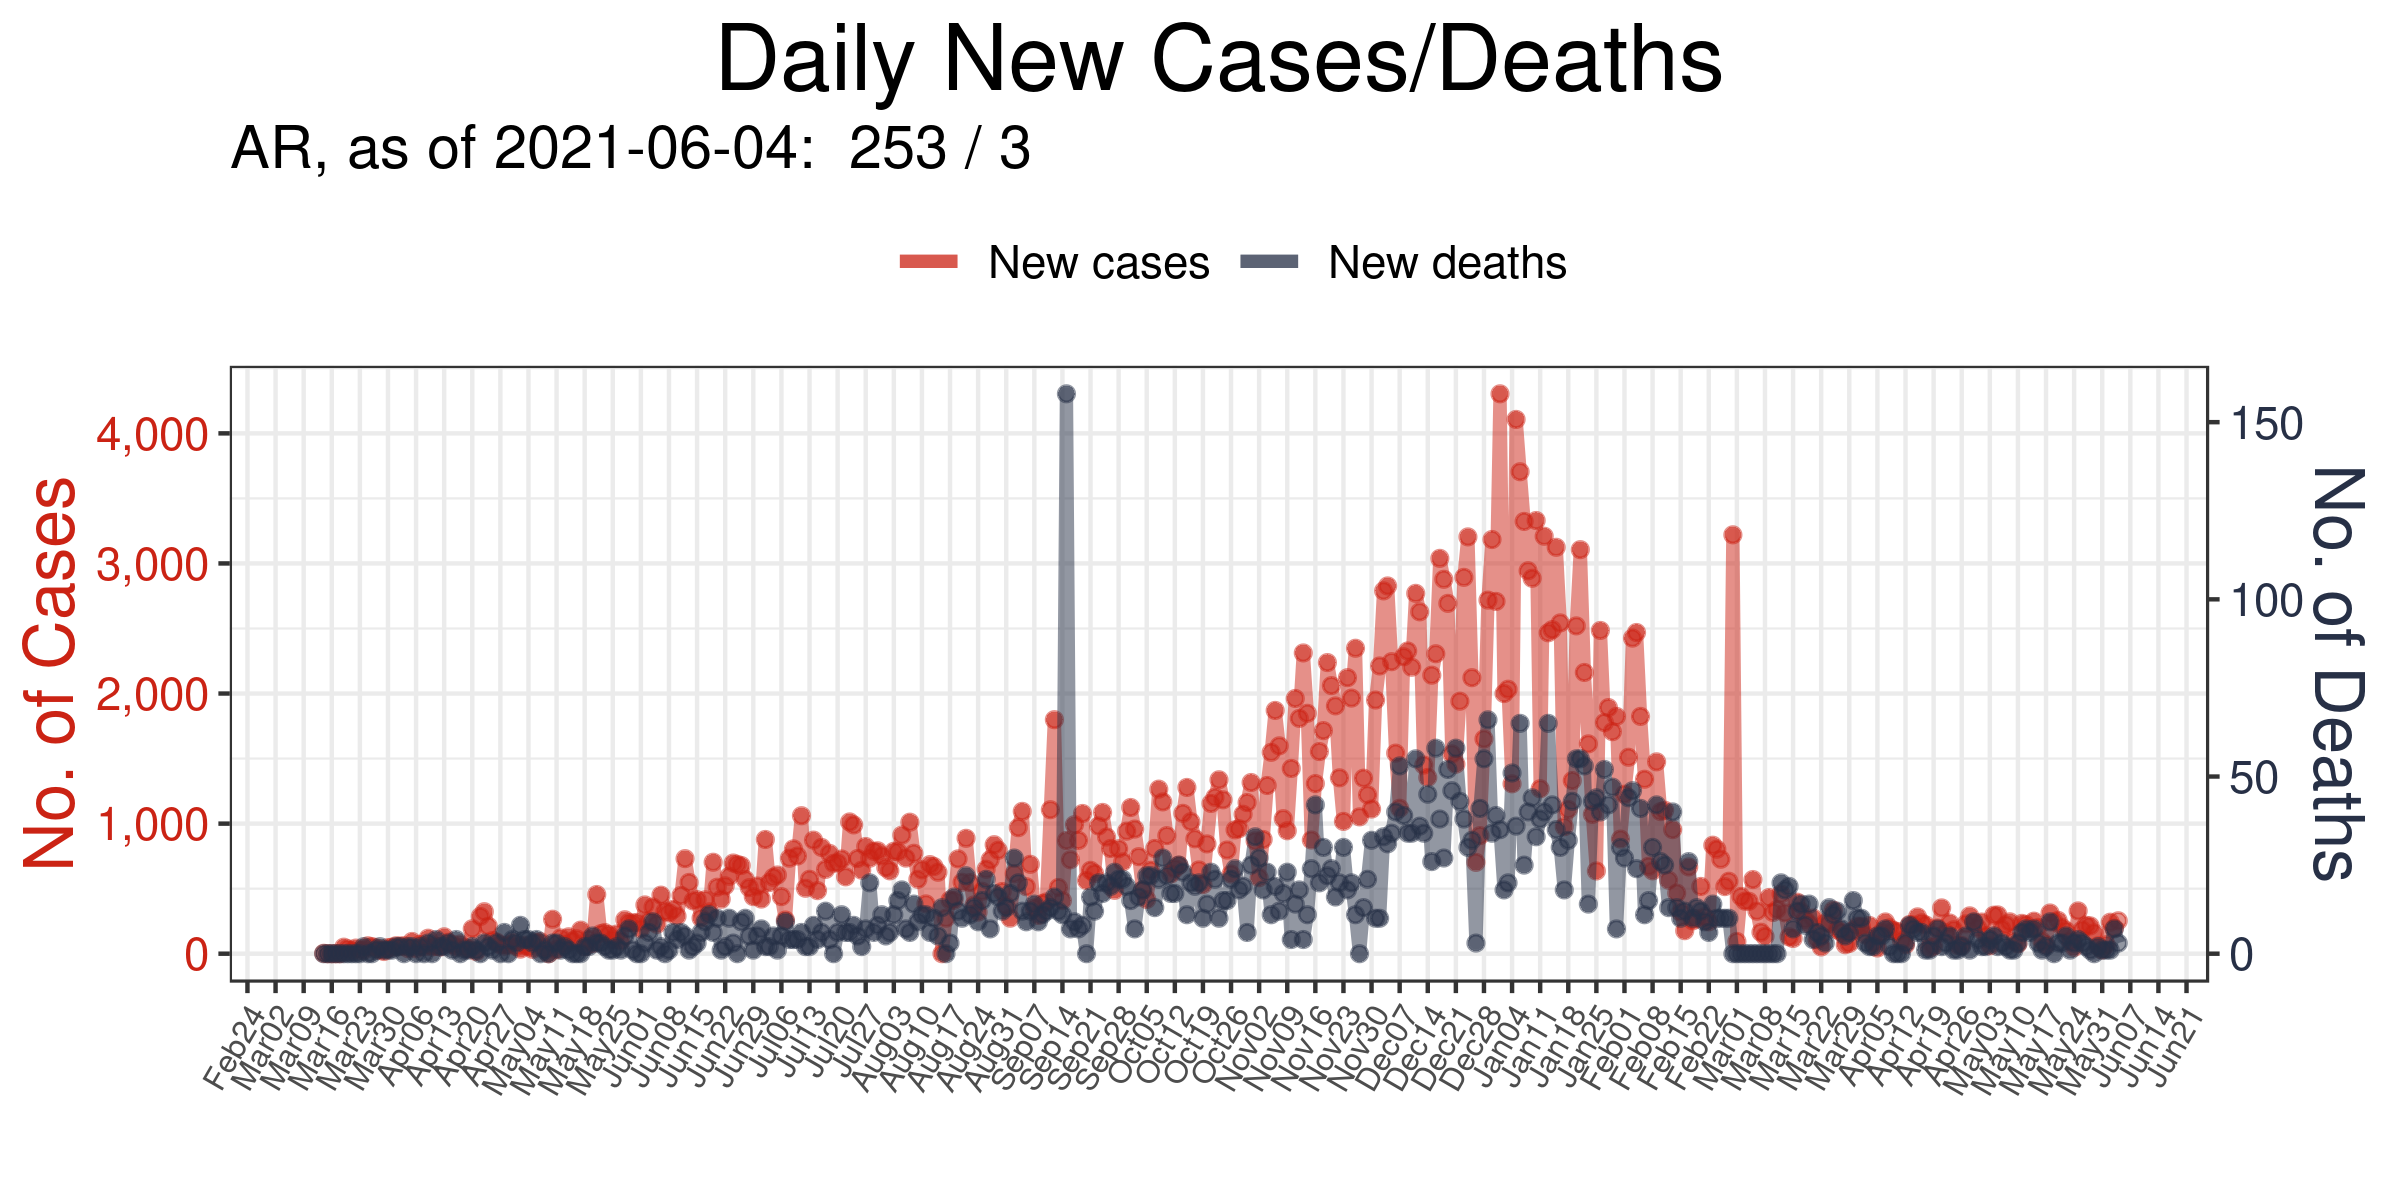 Daily New Cases/Deaths
AR, as of 2021-06-04:  253 / 3
New cases New deaths
No. of Cases
4,000
3,000
2,000
1,000
0
150
100
50
0
No. of Deaths
Feb24 Mar02 Mar09 Mar16 Mar23 Mar30 Apr06 Apr13 Apr20 Apr27 May04 May11 May18 May25 Jun01 Jun08 Jun15 Jun22 Jun29 Jul06 Jul13 Jul20 Jul27 Aug03 Aug10 Aug17 Aug24 Aug31 Sep07 Sep14 Sep21 Sep28 Oct05 Oct12 Oct19 Oct26 Nov02 Nov09 Nov16 Nov23 Nov30 Dec07 Dec14 Dec21 Dec28 Jan04 Jan11 Jan18 Jan25 Feb01 Feb08 Feb15 Feb22 Mar01 Mar08 Mar15 Mar22 Mar29 Apr05 Apr12 Apr19 Apr26 May03 May10 May17 May24 May31 Jun07 Jun14 Jun21